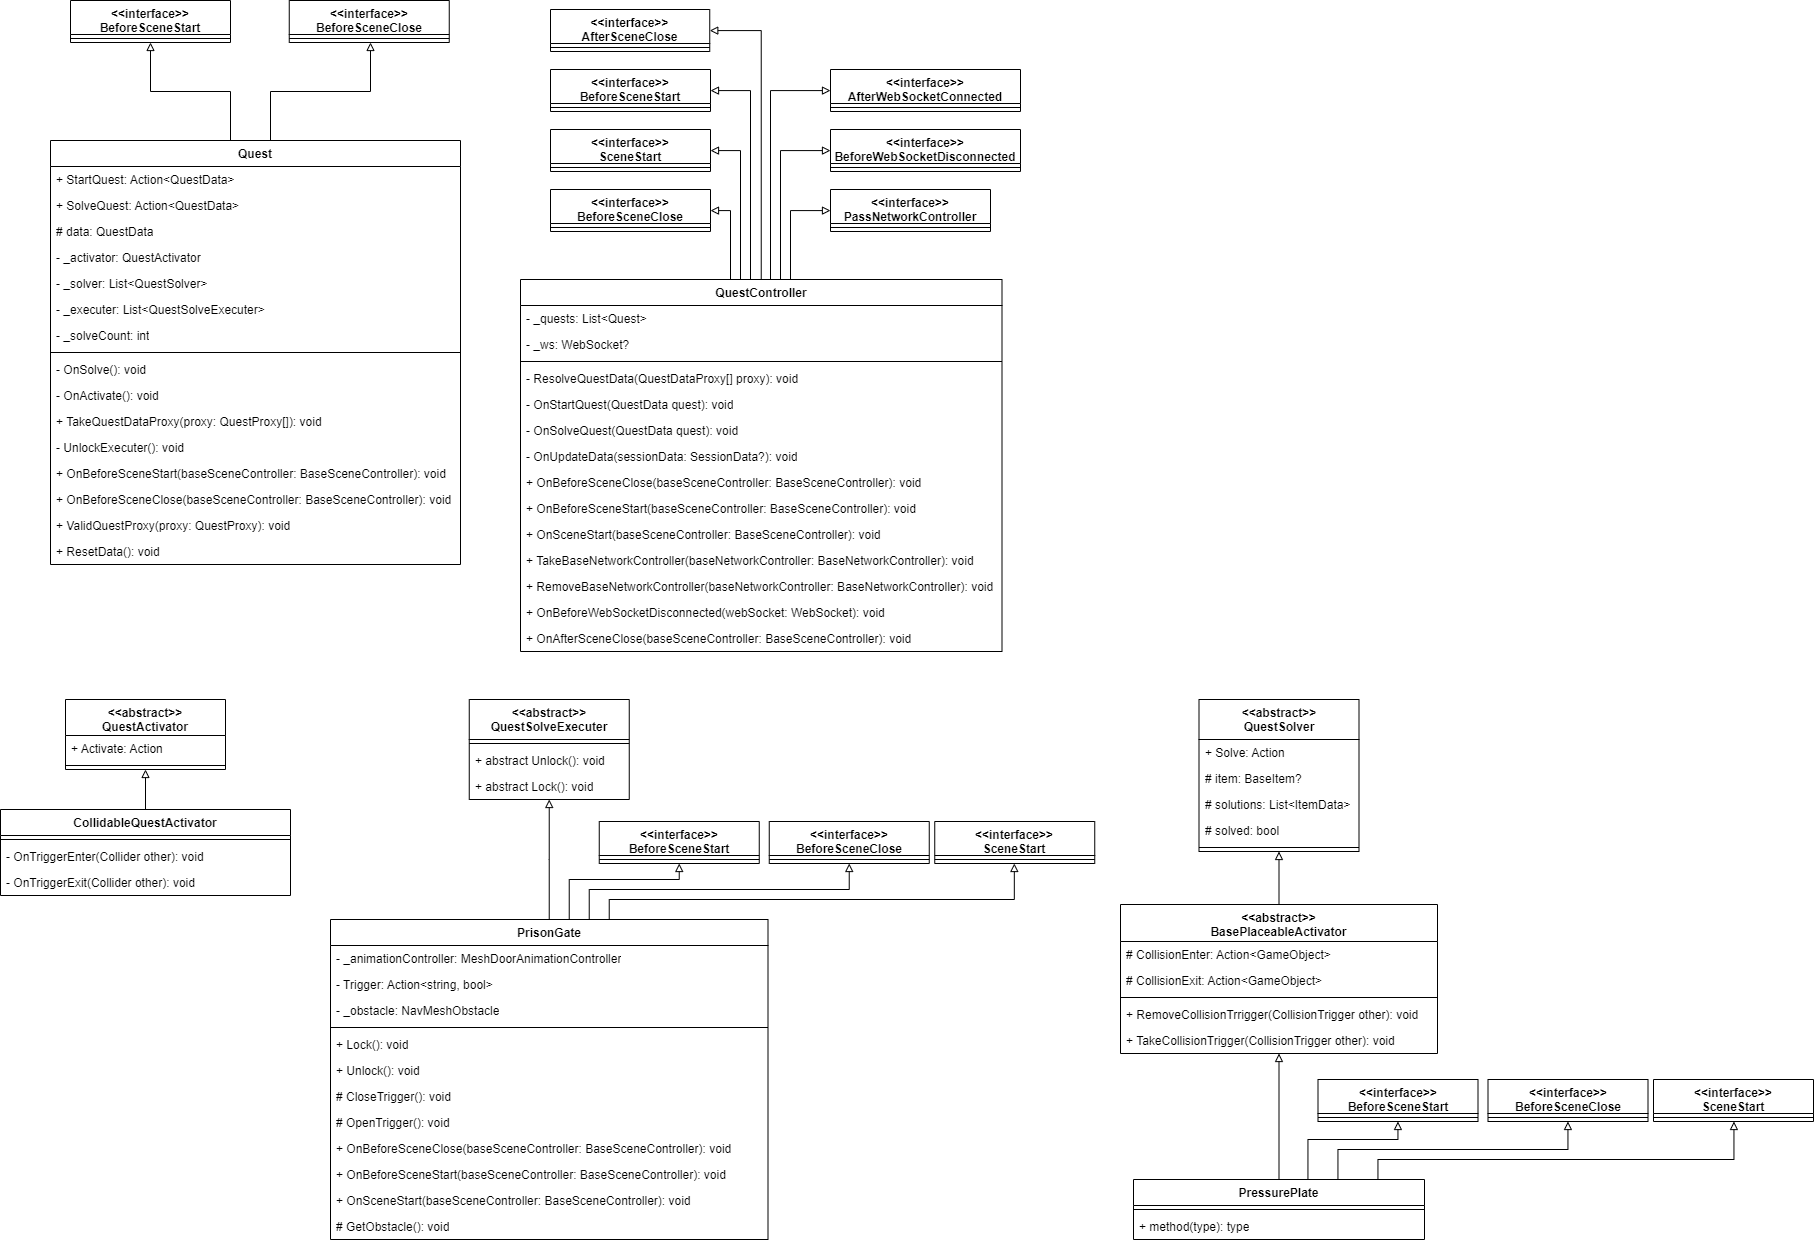 <<interface>>
BeforeSceneStart
<<interface>>
BeforeSceneClose
Quest
+ StartQuest: Action<QuestData>
+ SolveQuest: Action<QuestData>
# data: QuestData
- _activator: QuestActivator
- _solver: List<QuestSolver>
- _executer: List<QuestSolveExecuter>
- _solveCount: int
- OnSolve(): void
- OnActivate(): void
+ TakeQuestDataProxy(proxy: QuestProxy[]): void
- UnlockExecuter(): void
+ OnBeforeSceneStart(baseSceneController: BaseSceneController): void
+ OnBeforeSceneClose(baseSceneController: BaseSceneController): void
+ ValidQuestProxy(proxy: QuestProxy): void
+ ResetData(): void
<<interface>>
AfterSceneClose
<<interface>>
BeforeSceneStart
<<interface>>
SceneStart
<<interface>>
BeforeSceneClose
<<interface>>
AfterWebSocketConnected
<<interface>>
BeforeWebSocketDisconnected
<<interface>>
PassNetworkController
QuestController
- _quests: List<Quest>
- _ws: WebSocket?
- ResolveQuestData(QuestDataProxy[] proxy): void
- OnStartQuest(QuestData quest): void
- OnSolveQuest(QuestData quest): void
- OnUpdateData(sessionData: SessionData?): void
+ OnBeforeSceneClose(baseSceneController: BaseSceneController): void
+ OnBeforeSceneStart(baseSceneController: BaseSceneController): void
+ OnSceneStart(baseSceneController: BaseSceneController): void
+ TakeBaseNetworkController(baseNetworkController: BaseNetworkController): void
+ RemoveBaseNetworkController(baseNetworkController: BaseNetworkController): void
+ OnBeforeWebSocketDisconnected(webSocket: WebSocket): void
+ OnAfterSceneClose(baseSceneController: BaseSceneController): void
<<abstract>>
QuestActivator
+ Activate: Action
CollidableQuestActivator
- OnTriggerEnter(Collider other): void
- OnTriggerExit(Collider other): void
<<abstract>>
QuestSolveExecuter
+ abstract Unlock(): void
+ abstract Lock(): void
<<interface>>
BeforeSceneStart
<<interface>>
BeforeSceneClose
<<interface>>
SceneStart
PrisonGate
- _animationController: MeshDoorAnimationController
- Trigger: Action<string, bool>
- _obstacle: NavMeshObstacle
+ Lock(): void
+ Unlock(): void
# CloseTrigger(): void
# OpenTrigger(): void
+ OnBeforeSceneClose(baseSceneController: BaseSceneController): void
+ OnBeforeSceneStart(baseSceneController: BaseSceneController): void
+ OnSceneStart(baseSceneController: BaseSceneController): void
# GetObstacle(): void
<<abstract>>
QuestSolver
+ Solve: Action
# item: BaseItem?
# solutions: List<ItemData>
# solved: bool
<<abstract>>
BasePlaceableActivator
# CollisionEnter: Action<GameObject>
# CollisionExit: Action<GameObject>
+ RemoveCollisionTrrigger(CollisionTrigger other): void
+ TakeCollisionTrigger(CollisionTrigger other): void
<<interface>>
BeforeSceneStart
<<interface>>
BeforeSceneClose
<<interface>>
SceneStart
PressurePlate
+ method(type): type